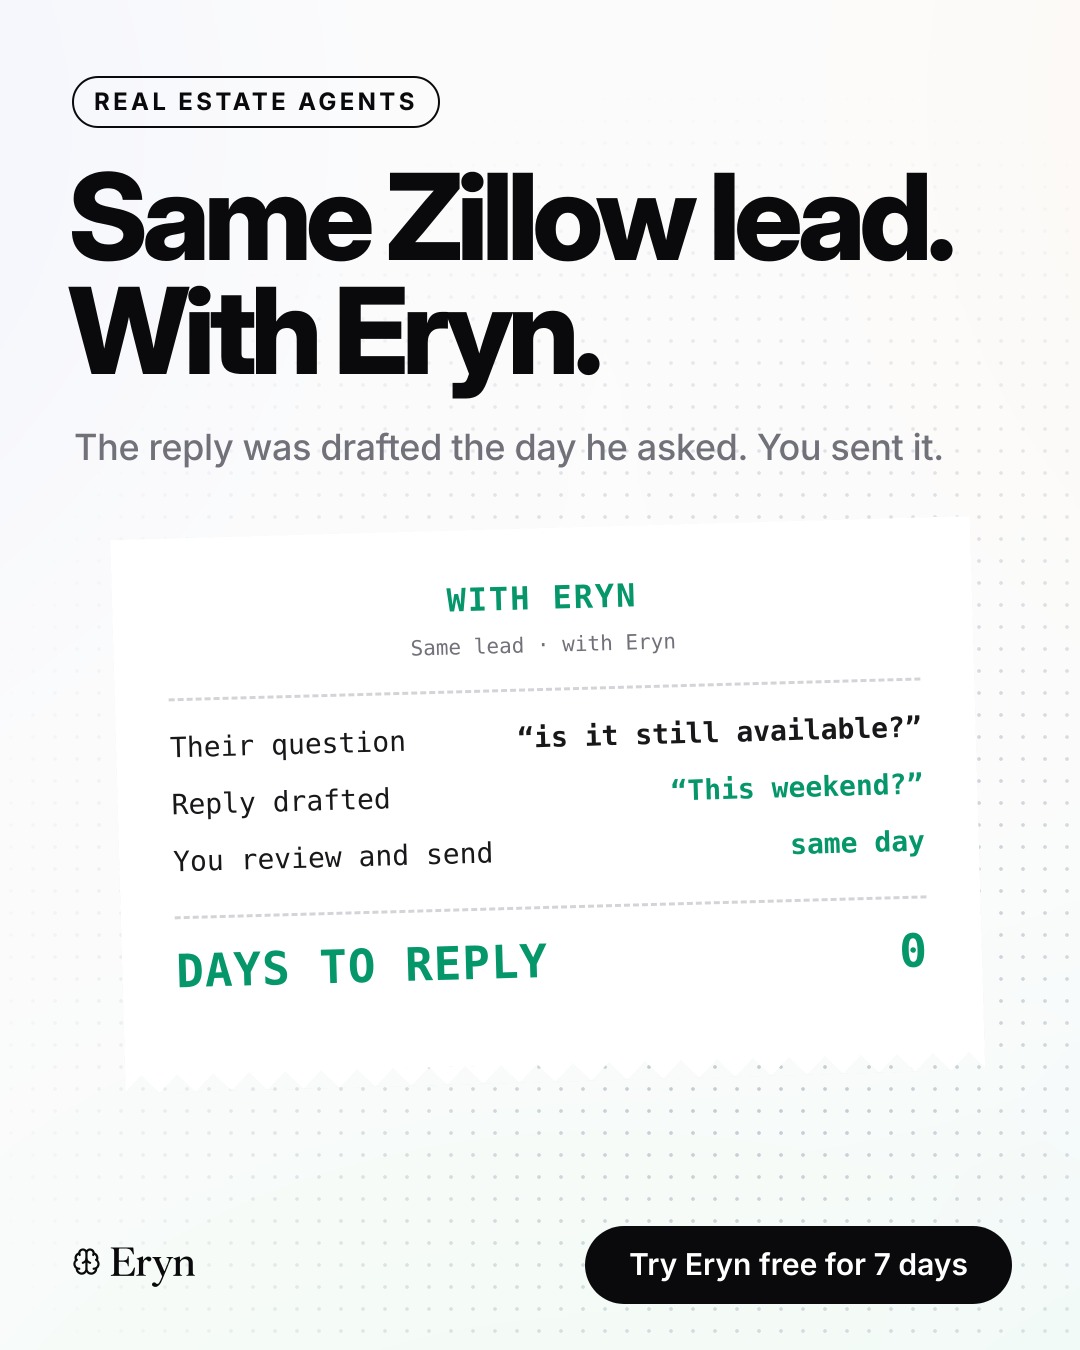 REAL ESTATE AGENTS
Same Zillow lead.
With Eryn.
The reply was drafted the day he asked. You sent it.
WITH ERYN
Same lead · with Eryn
Their question “is it still available?”
Reply drafted “This weekend?”
You review and send same day
DAYS TO REPLY 0
Eryn
Try Eryn free for 7 days